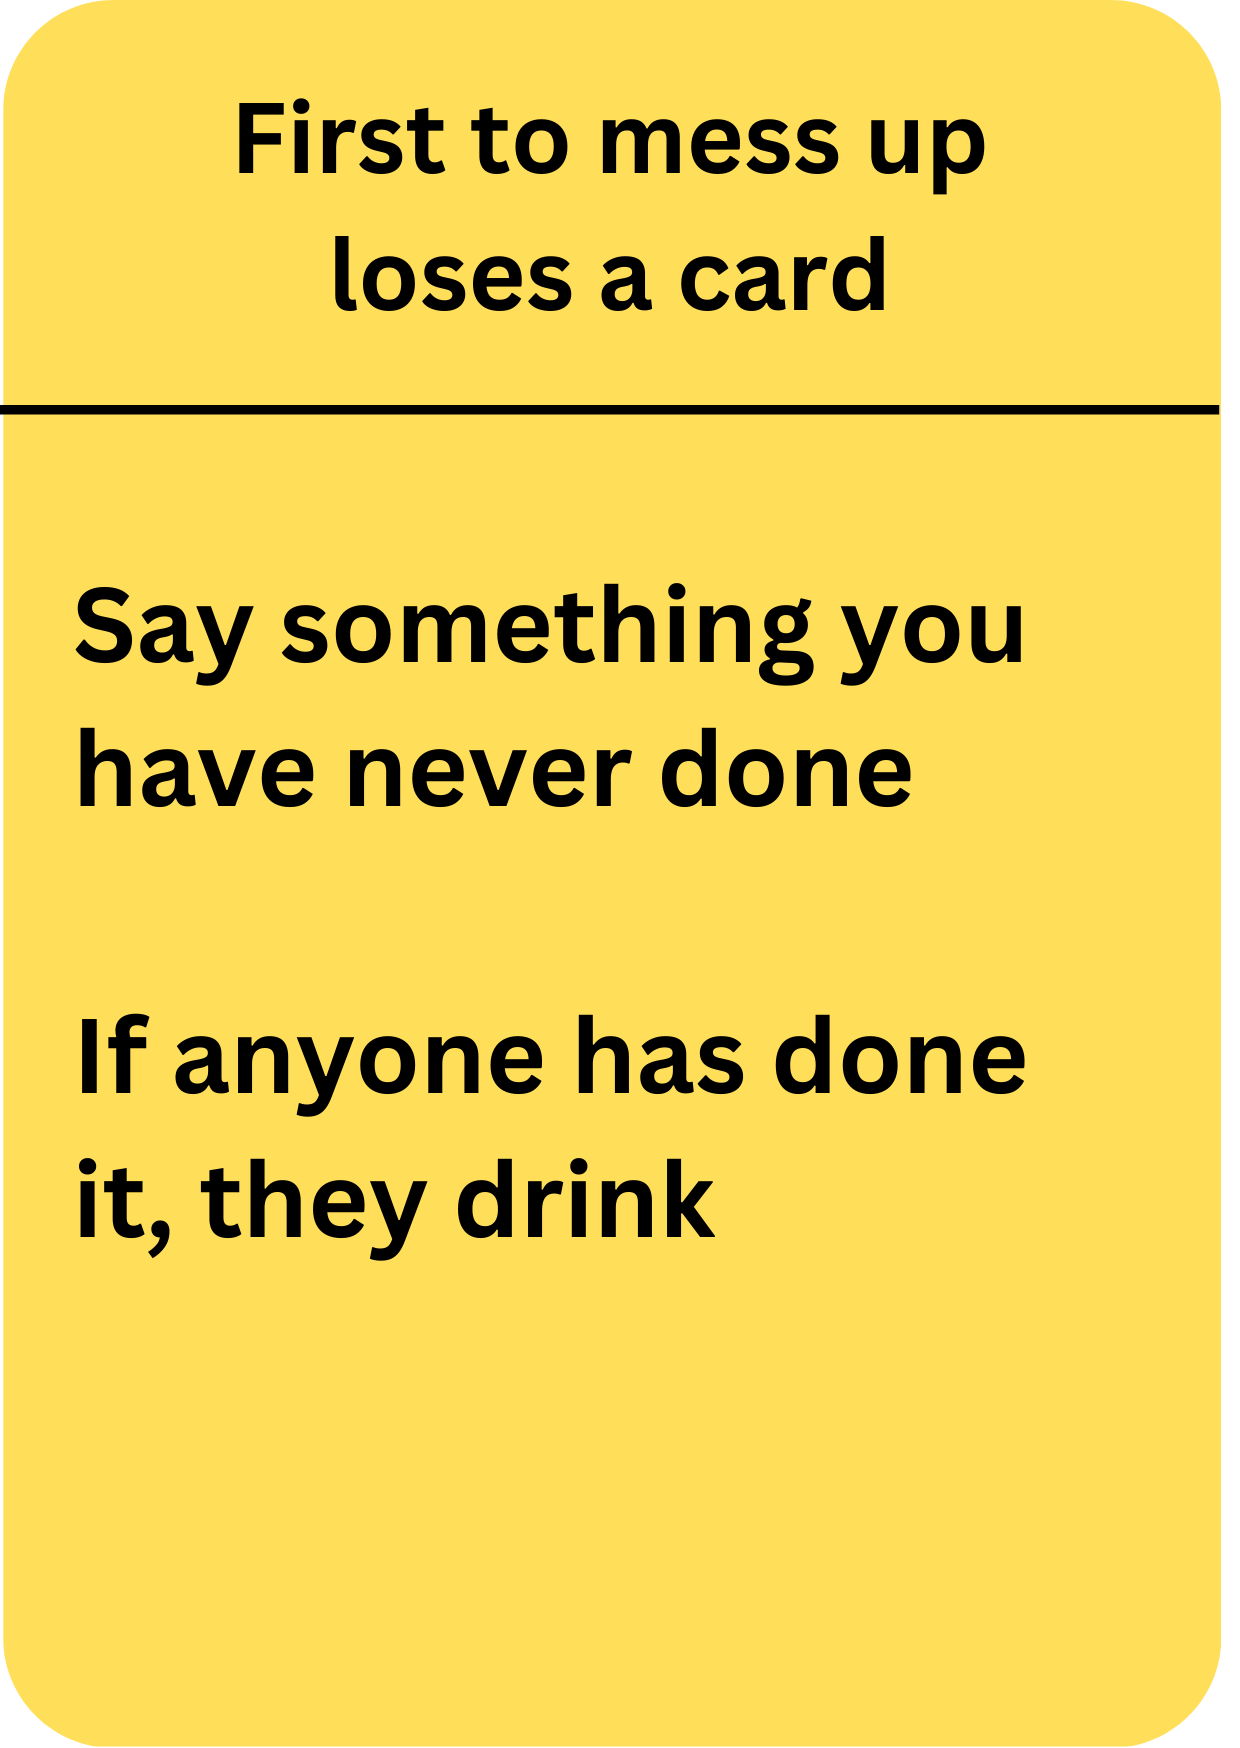 First to mess up
loses a card
Say something you
have never done
If anyone has done
it, they drink